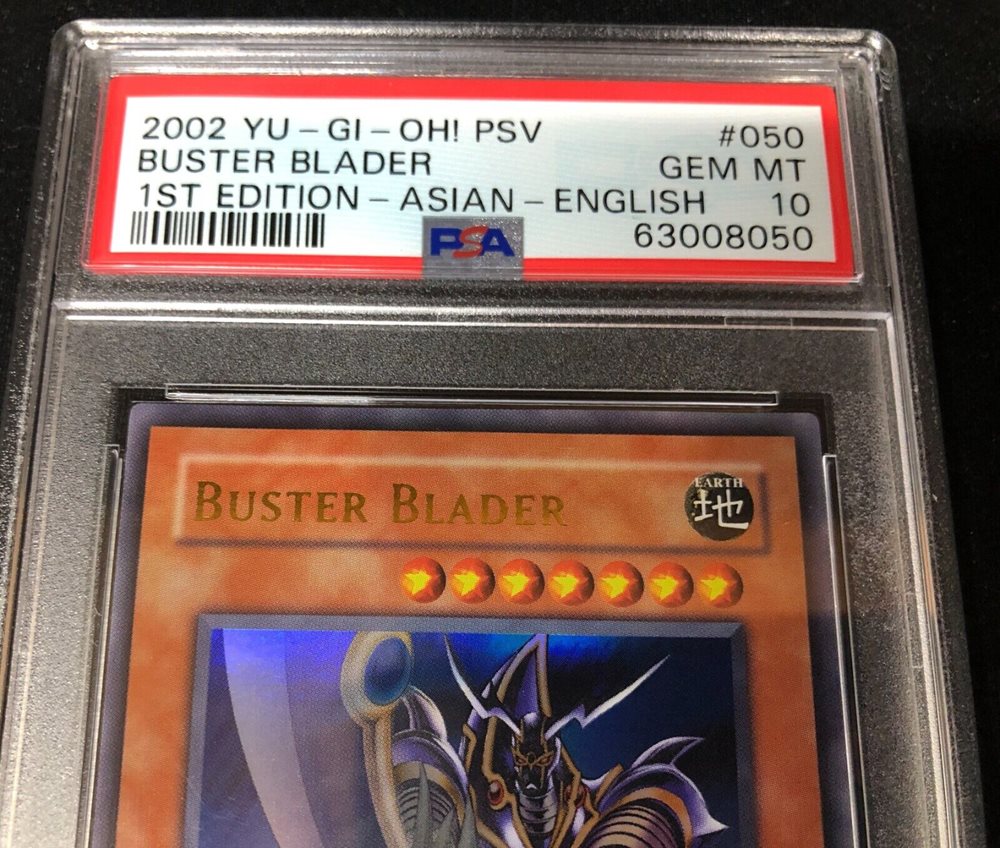 2002 YU-GI-OH! PSV #050
BUSTER BLADER GEM MT
1ST EDITION - ASIAN - ENGLISH 10
PSA 63008050
BUSTER BLADER
EARTH
地